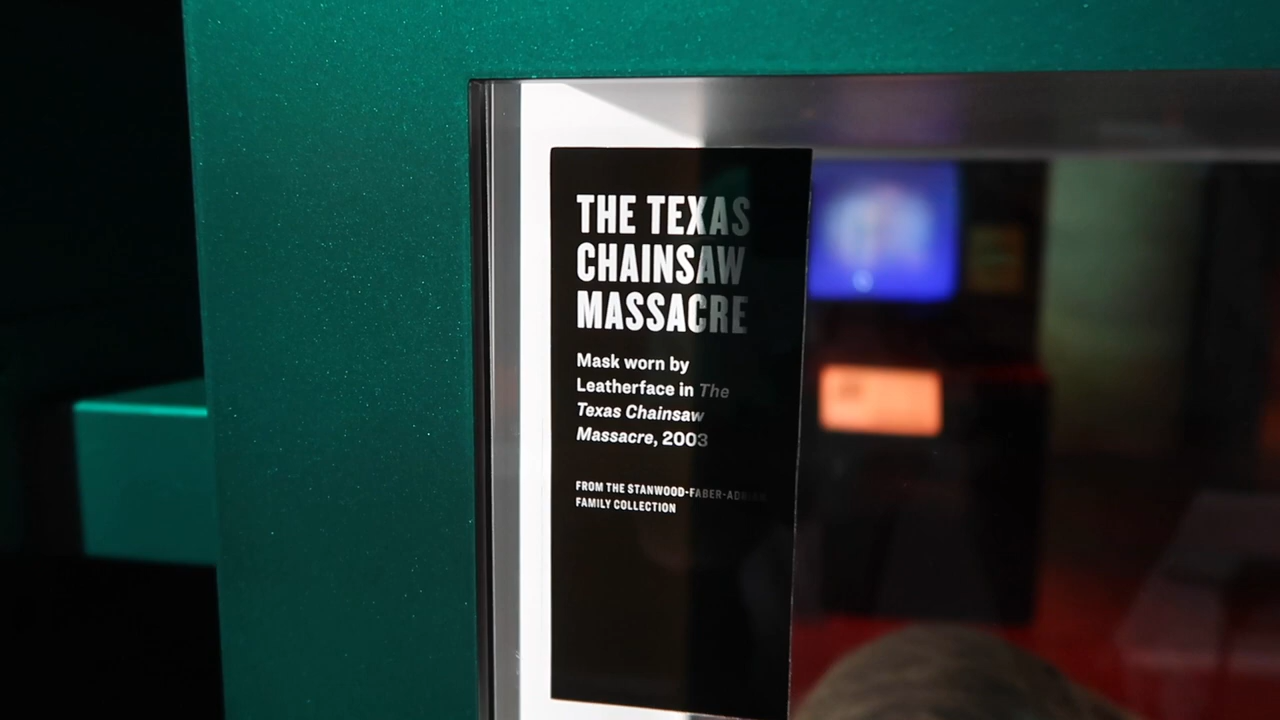 THE TEXAS
CHAINSAW
MASSACRE
Mask worn by
Leatherface in The
Texas Chainsaw
Massacre, 2003
FROM THE STANWOOD-FABER-
FAMILY COLLECTION